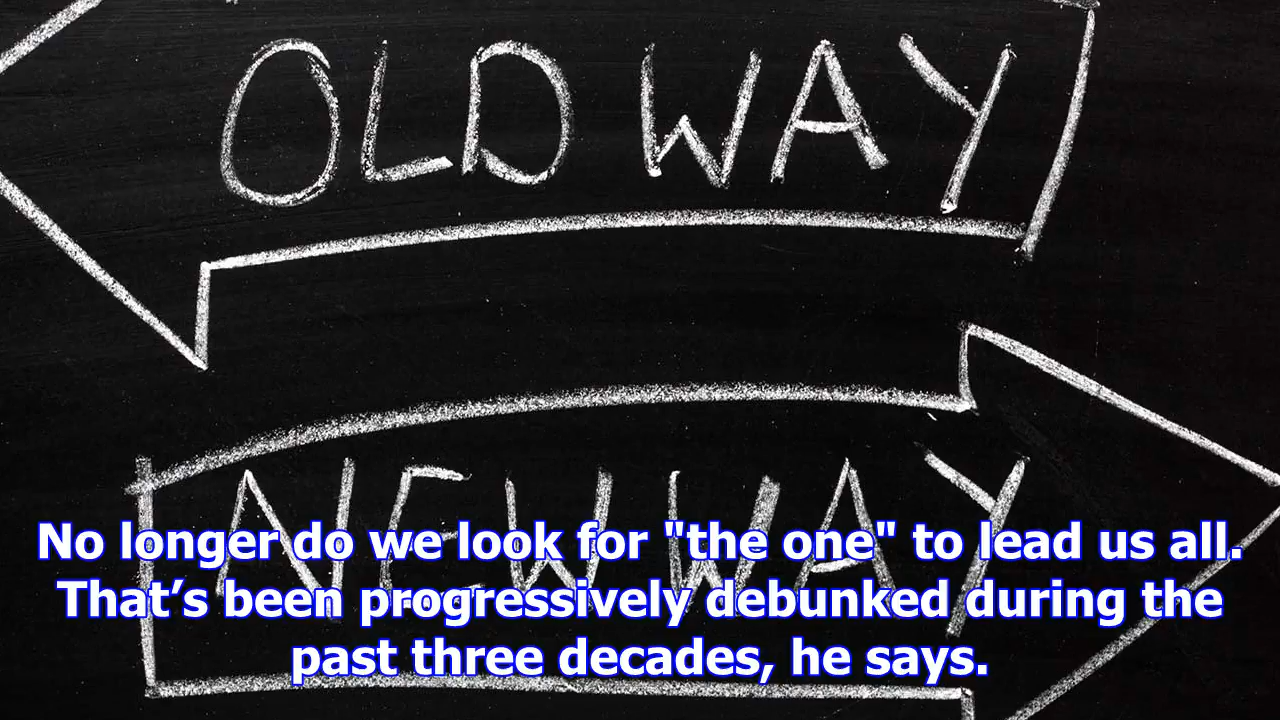 OLD WAY
NEW WAY
No longer do we look for "the one" to lead us all.
That’s been progressively debunked during the
past three decades, he says.